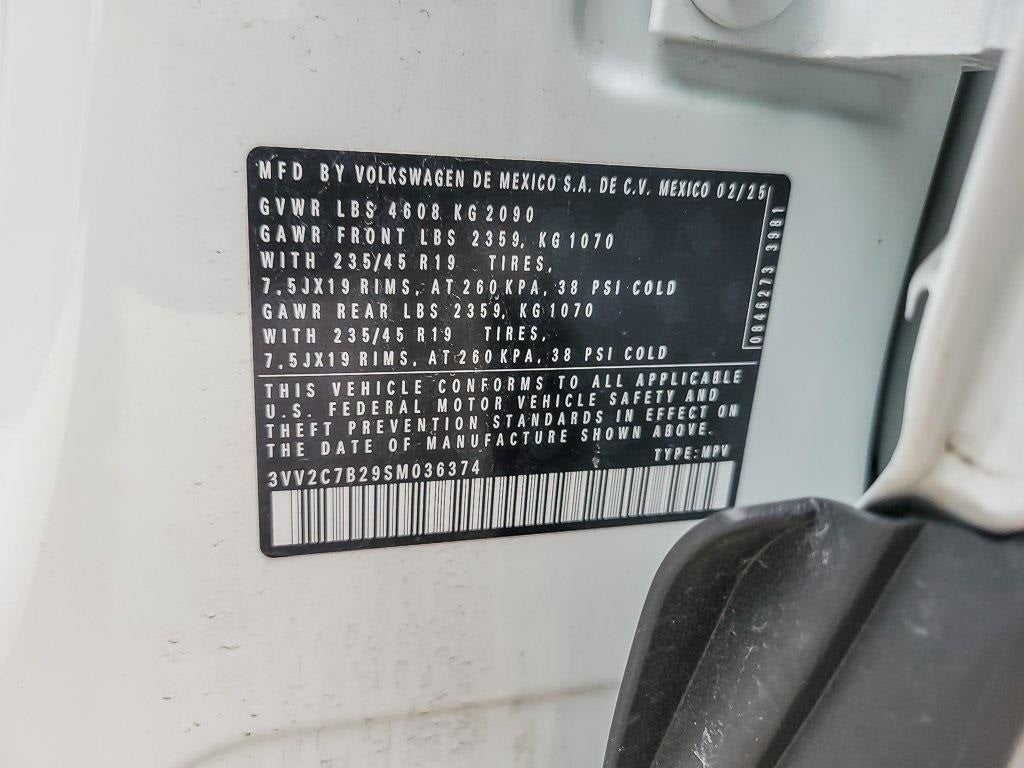 MFD BY VOLKSWAGEN DE MEXICO S.A. DE C.V. MEXICO 02/25
GVWR LBS 4608 KG 2090
GAWR FRONT LBS 2359, KG 1070
WITH 235/45 R19 TIRES,
7,5JX19 RIMS, AT 260 KPA, 38 PSI COLD
GAWR REAR LBS 2359, KG 1070
WITH 235/45 R19 TIRES,
7,5JX19 RIMS, AT 260 KPA, 38 PSI COLD
0846273 3981
THIS VEHICLE CONFORMS TO ALL APPLICABLE
U.S. FEDERAL MOTOR VEHICLE SAFETY AND
THEFT PREVENTION STANDARDS IN EFFECT ON
THE DATE OF MANUFACTURE SHOWN ABOVE.
3VV2C7B29SM036374 TYPE: MPV